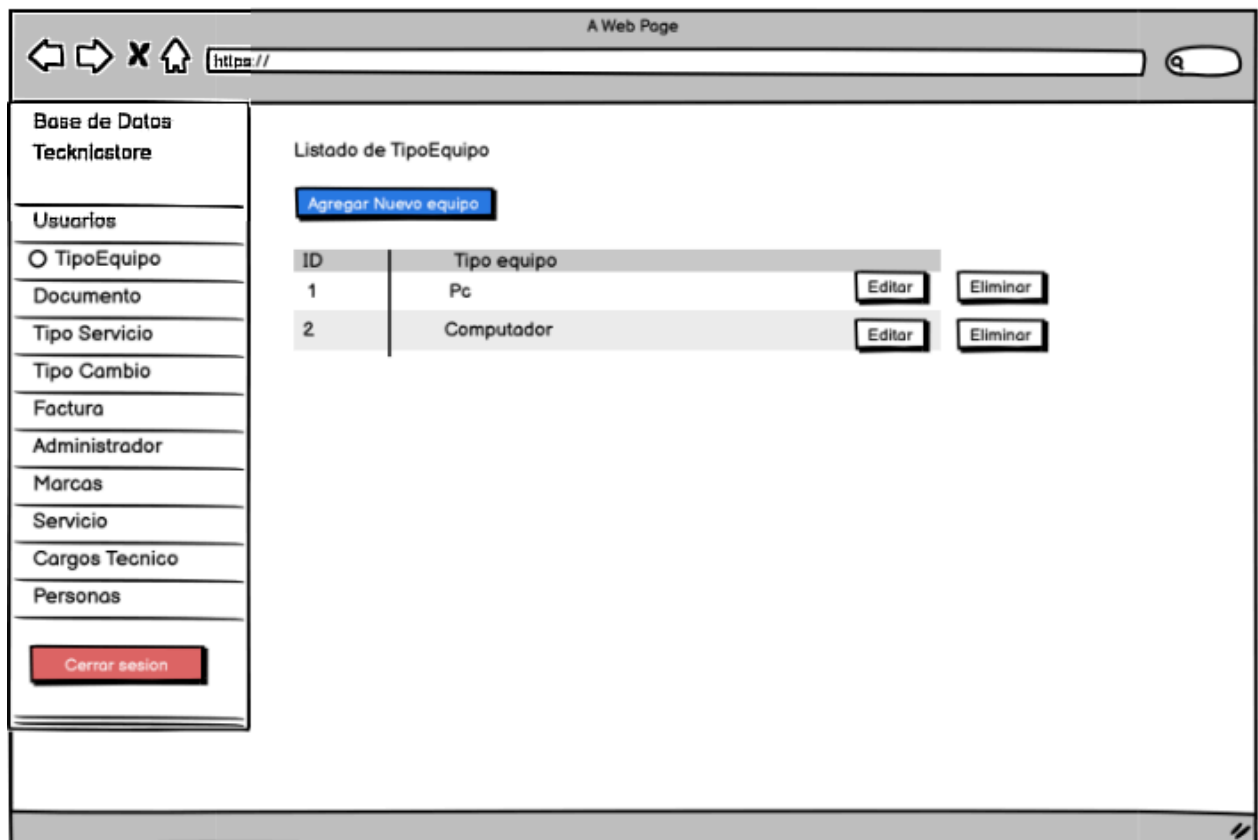 A Web Page
https://
Base de Datos
Tecknicstore
Usuarios
TipoEquipo
Documento
Tipo Servicio
Tipo Cambio
Factura
Administrador
Marcas
Servicio
Cargos Tecnico
Personas
Cerrar sesion
Listado de TipoEquipo
Agregar Nuevo equipo
ID Tipo equipo
1 Pc Editar Eliminar
2 Computador Editar Eliminar